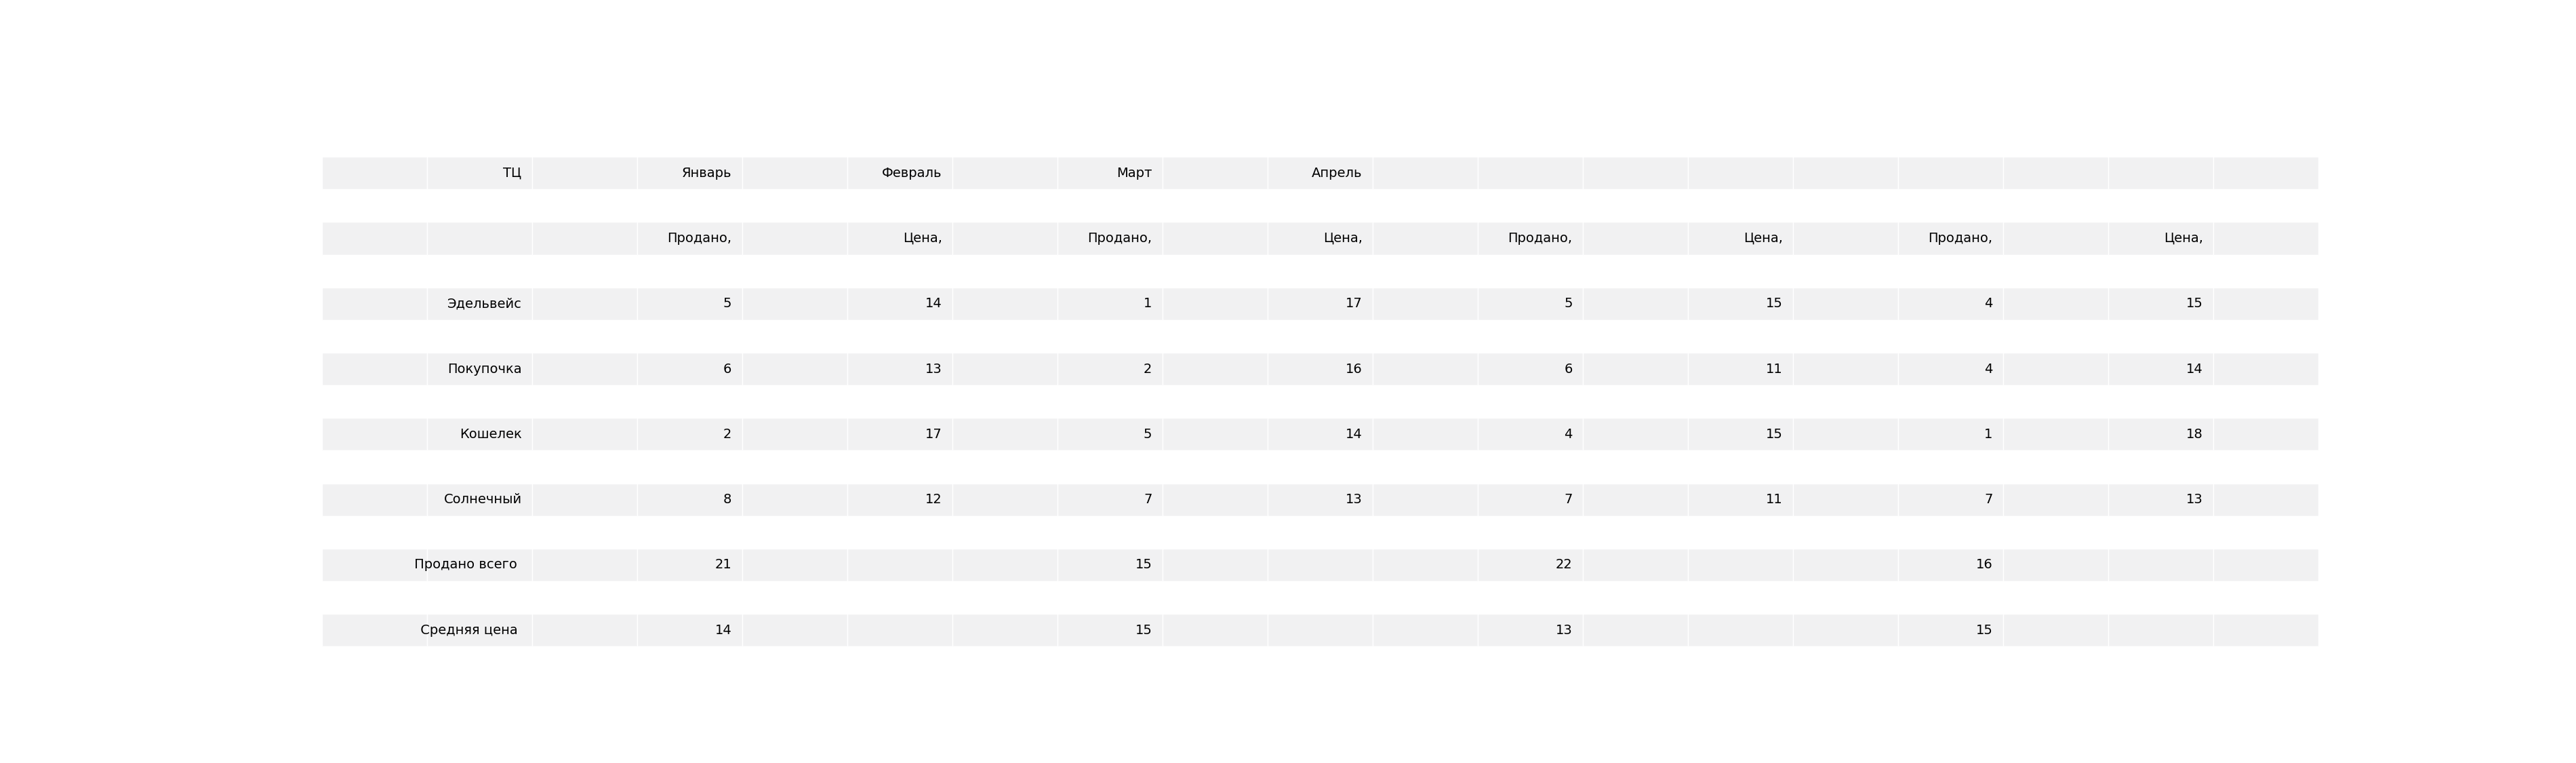 ТЦ Январь Февраль Март Апрель
Продано, Цена, Продано, Цена, Продано, Цена, Продано, Цена,
Эдельвейс 5 14 1 17 5 15 4 15
Покупочка 6 13 2 16 6 11 4 14
Кошелек 2 17 5 14 4 15 1 18
Солнечный 8 12 7 13 7 11 7 13
Продано всего 21 15 22 16
Средняя цена 14 15 13 15